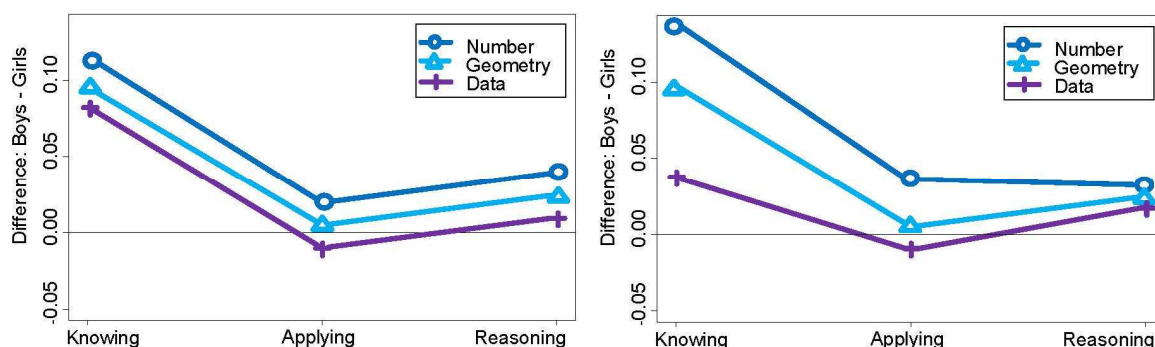 Difference: Boys - Girls
0.10
0.05
0.00
-0.05
Number
Geometry
Data
Knowing
Applying
Reasoning
Difference: Boys - Girls
0.10
0.05
0.00
-0.05
Number
Geometry
Data
Knowing
Applying
Reasoning